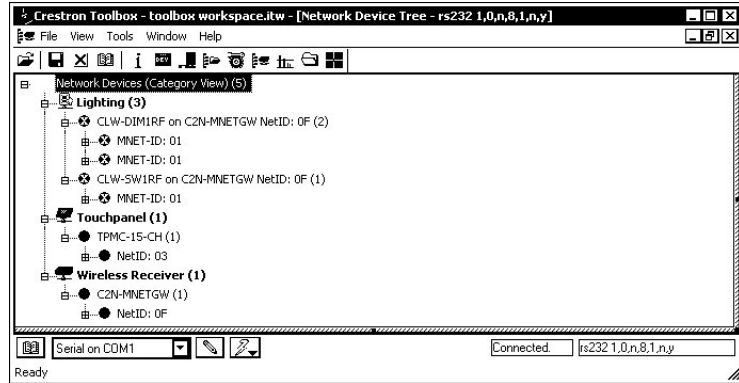 Crestron Toolbox - toolbox workspace.itw - [Network Device Tree - rs232 1,0,n,8,1,n,y]
File View Tools Window Help
Network Devices (Category View) (5)
Lighting (3)
CLW-DIM1RF on C2N-MNETGW NetID: 0F (2)
MNET-ID: 01
MNET-ID: 01
CLW-SW1RF on C2N-MNETGW NetID: 0F (1)
MNET-ID: 01
Touchpanel (1)
TPMC-15-CH (1)
NetID: 03
Wireless Receiver (1)
C2N-MNETGW (1)
NetID: 0F
Serial on COM1 Connected. rs232 1,0,n,8,1,n,y
Ready